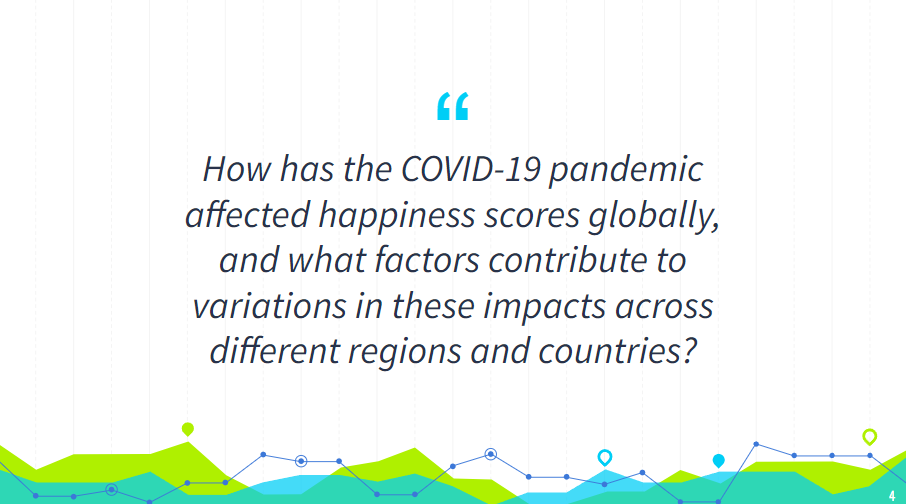 “
How has the COVID-19 pandemic
affected happiness scores globally,
and what factors contribute to
variations in these impacts across
different regions and countries?
4